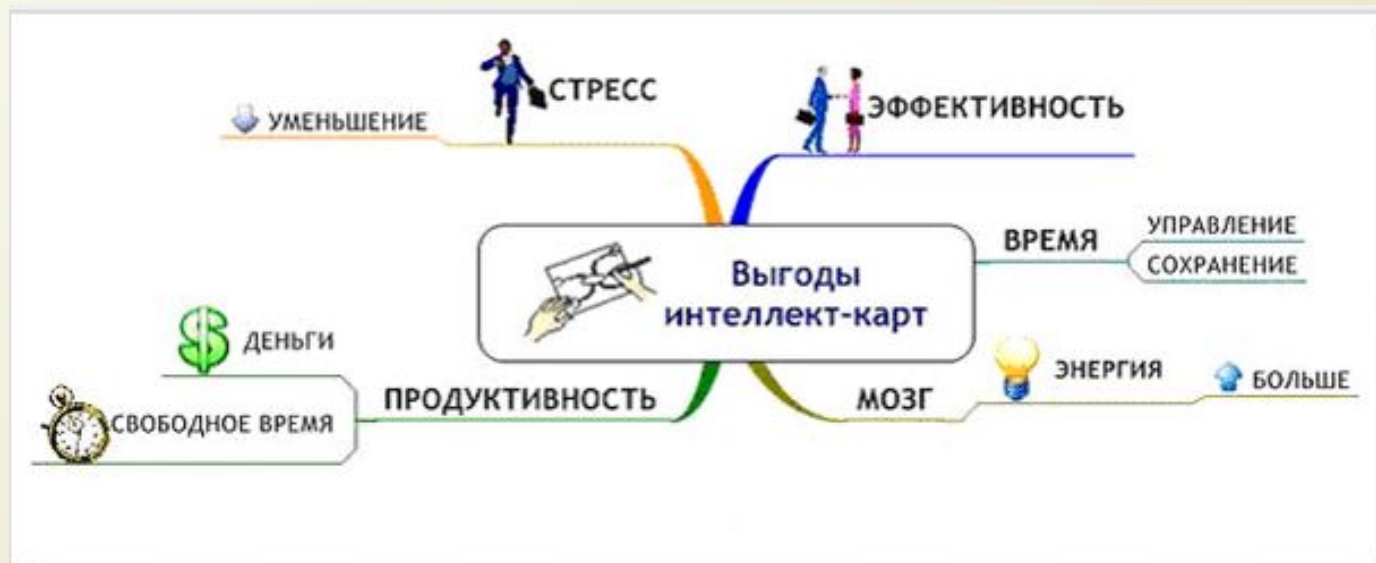 СТРЕСС
УМЕНЬШЕНИЕ
ЭФФЕКТИВНОСТЬ
ВРЕМЯ
УПРАВЛЕНИЕ
СОХРАНЕНИЕ
Выгоды
интеллект-карт
ДЕНЬГИ
СВОБОДНОЕ ВРЕМЯ
ПРОДУКТИВНОСТЬ
МОЗГ
ЭНЕРГИЯ
БОЛЬШЕ